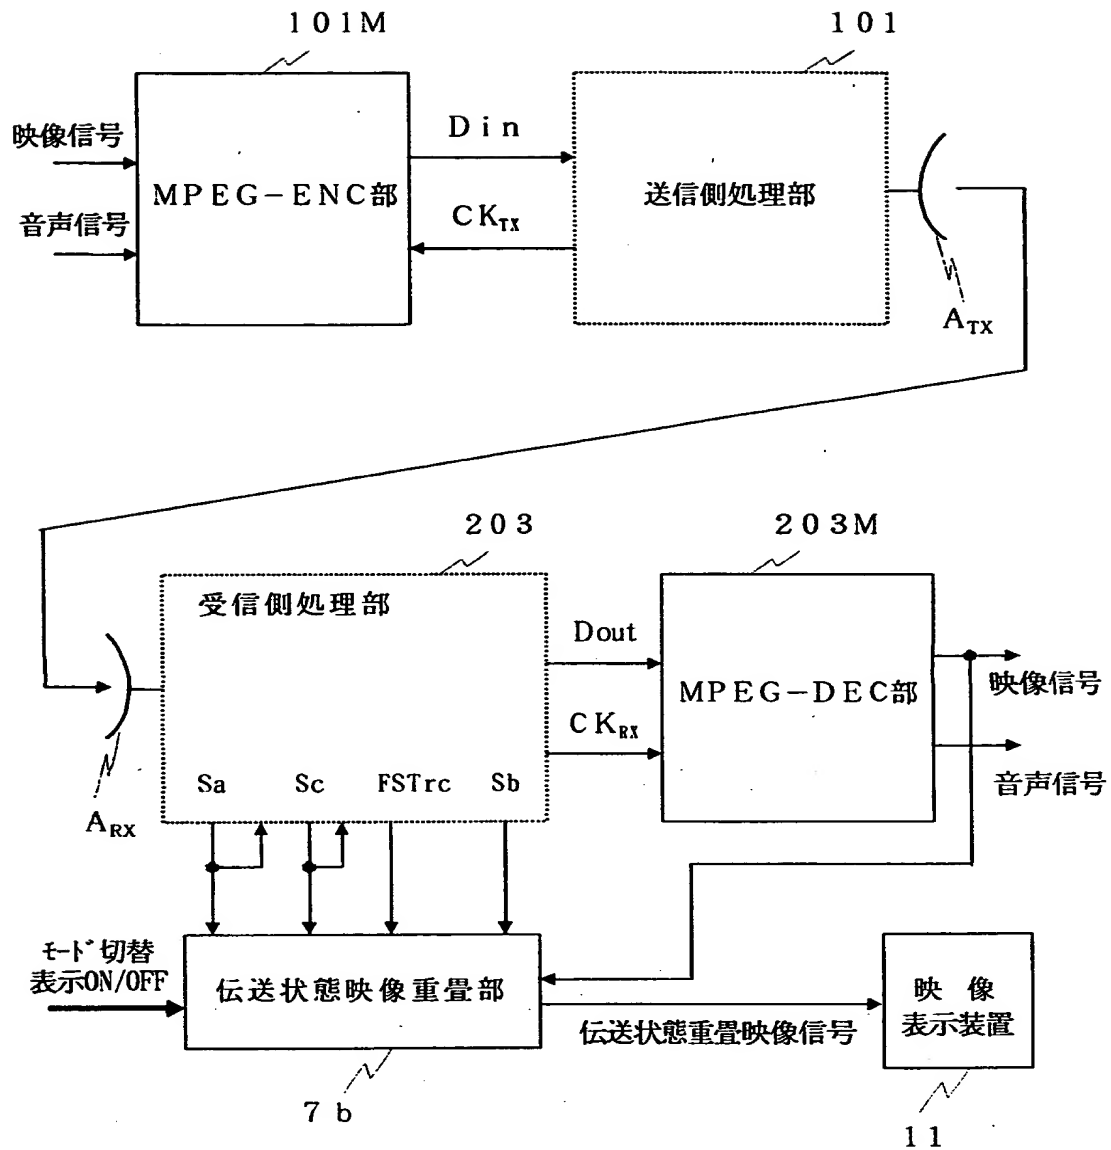 101M
101
映像信号
音声信号
MPEG-ENC部
Din
CKTX
送信側処理部
ATX
203
203M
受信側処理部
Dout
CKRX
MPEG-DEC部
映像信号
音声信号
Sa Sc FSTrc Sb
ARX
ﾓｰﾄﾞ切替
表示ON/OFF
伝送状態映像重畳部
伝送状態重畳映像信号
映像
表示装置
7b
11